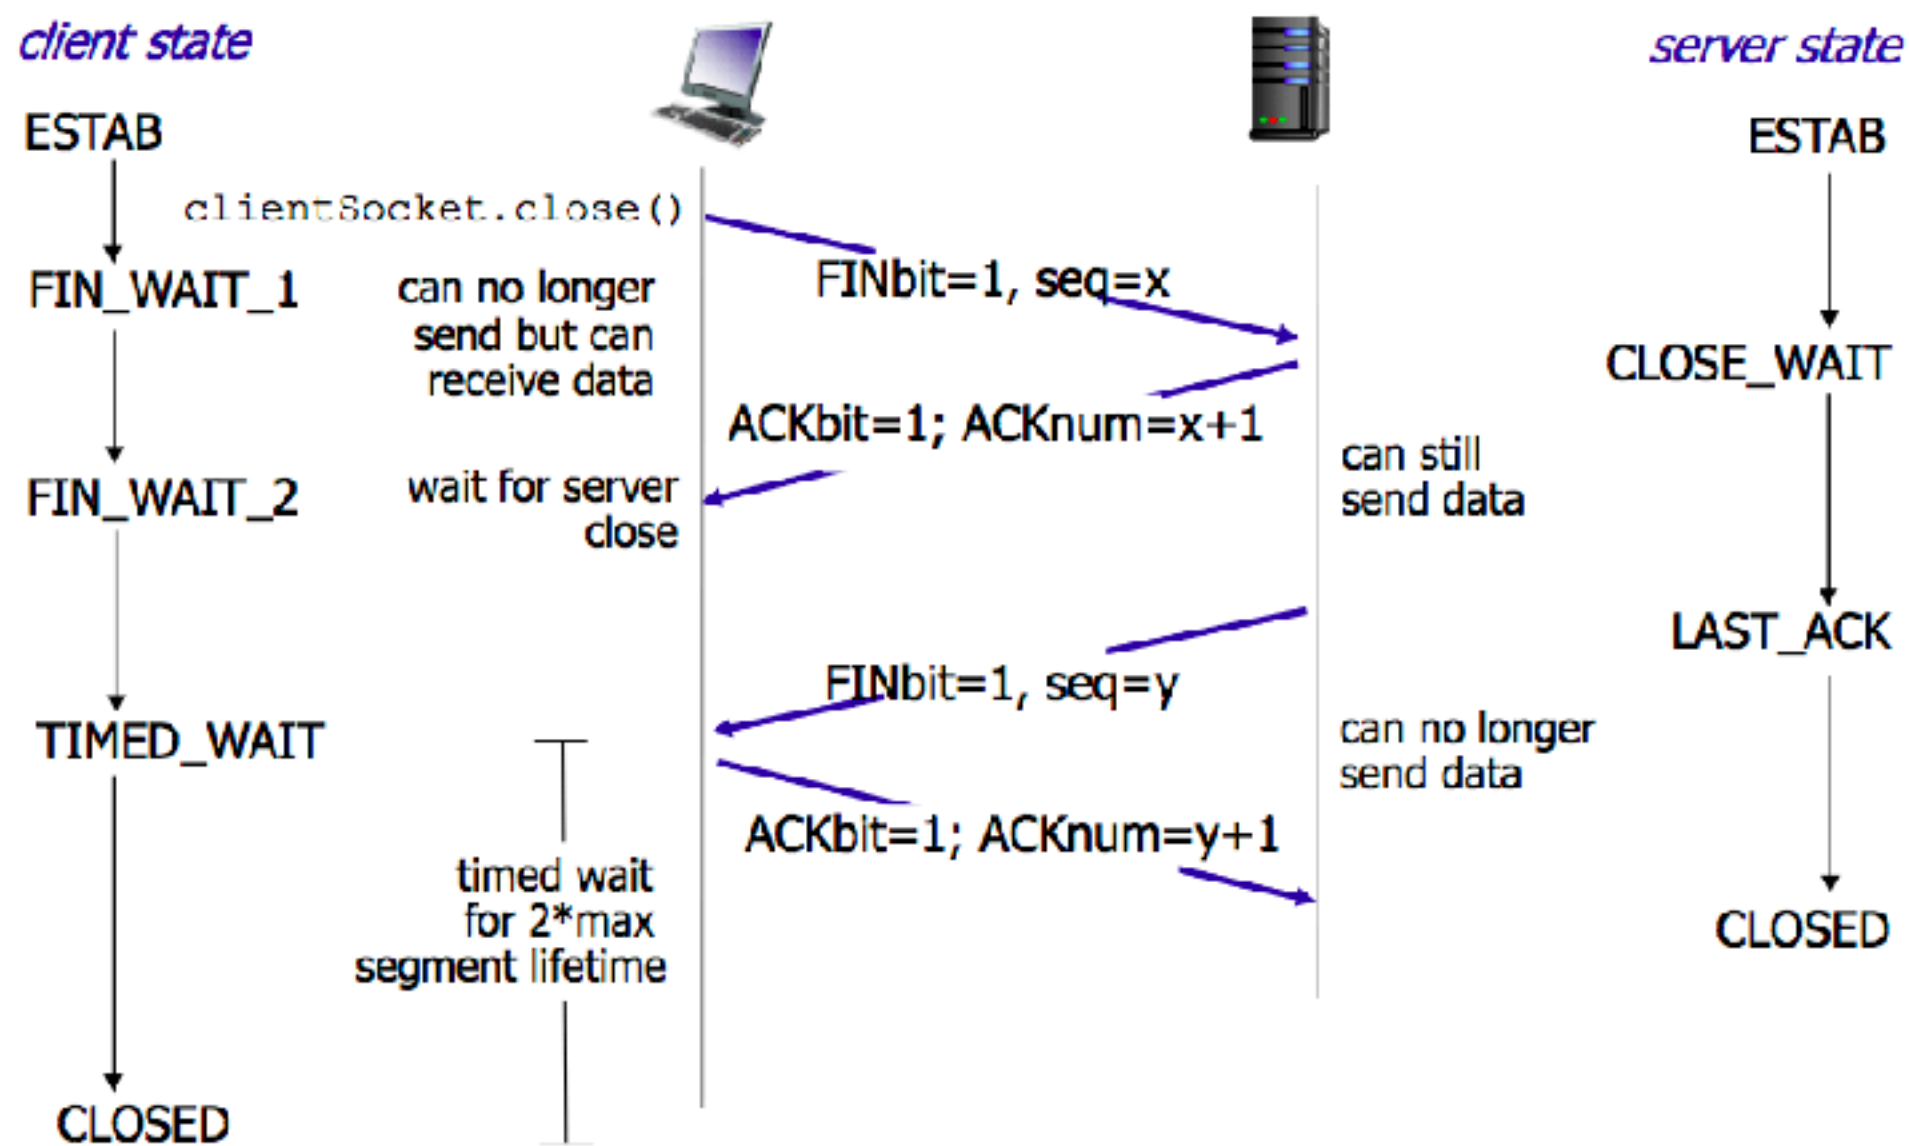 client state
server state
ESTAB
ESTAB
clientSocket.close()
FINbit=1, seq=x
FIN_WAIT_1
can no longer
send but can
receive data
CLOSE_WAIT
ACKbit=1; ACKnum=x+1
can still
send data
FIN_WAIT_2
wait for server
close
LAST_ACK
FINbit=1, seq=y
TIMED_WAIT
can no longer
send data
ACKbit=1; ACKnum=y+1
timed wait
for 2*max
segment lifetime
CLOSED
CLOSED